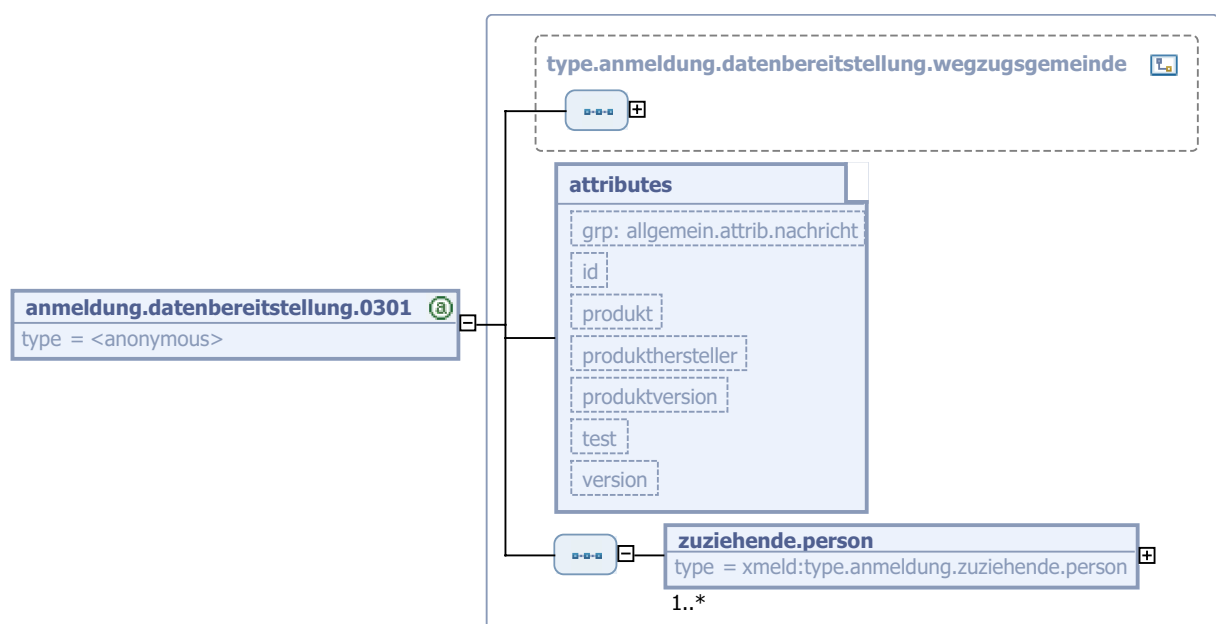 type.anmeldung.datenbereitstellung.wegzugsgemeinde
attributes
grp: allgemein.attrib.nachricht
id
produkt
produkthersteller
produktversion
test
version
anmeldung.datenbereitstellung.0301 a
type = <anonymous>
zuziehende.person
type = xmeld:type.anmeldung.zuziehende.person
1..*